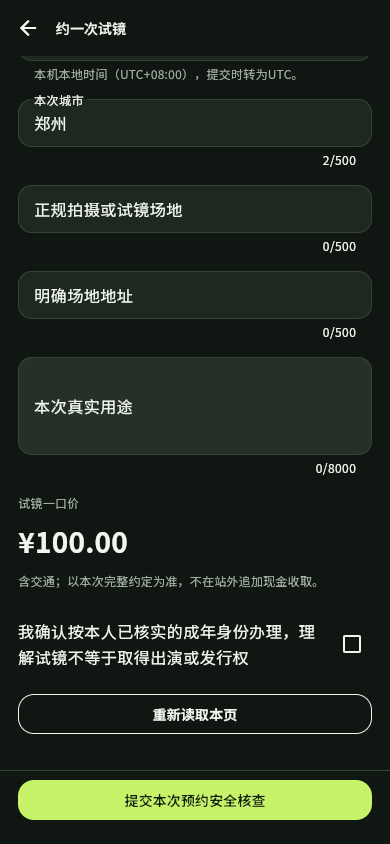 约一次试镜
本机本地时间（UTC+08:00），提交时转为UTC。
本次城市
郑州
2/500
正规拍摄或试镜场地
0/500
明确场地地址
0/500
本次真实用途
0/8000
试镜一口价
¥100.00
含交通；以本次完整约定为准，不在站外追加现金收取。
我确认按本人已核实的成年身份办理，理
解试镜不等于取得出演或发行权
重新读取本页
提交本次预约安全核查